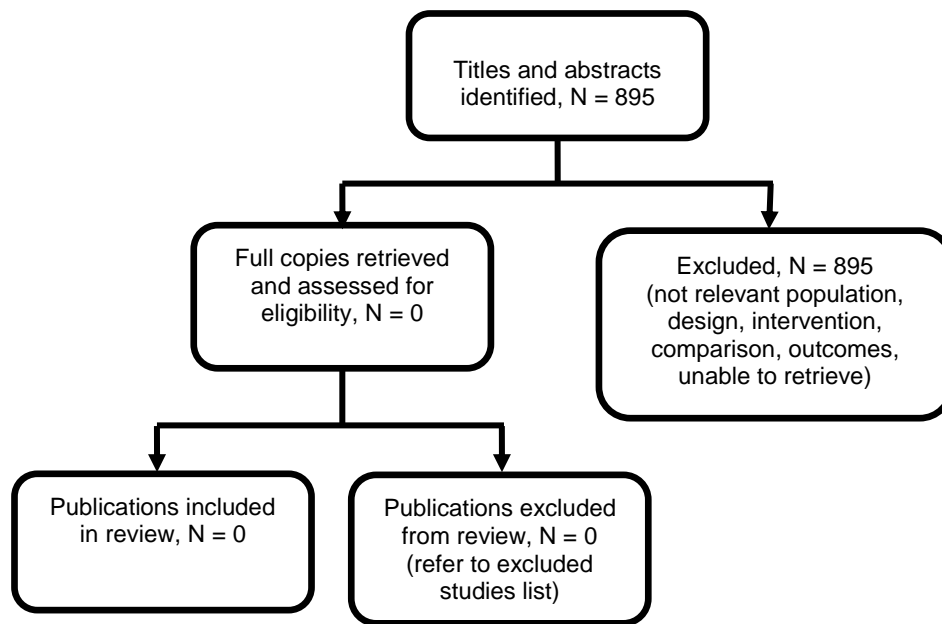 Titles and abstracts
identified, N = 895
Full copies retrieved
and assessed for
eligibility, N = 0
Excluded, N = 895
(not relevant population,
design, intervention,
comparison, outcomes,
unable to retrieve)
Publications included
in review, N = 0
Publications excluded
from review, N = 0
(refer to excluded
studies list)